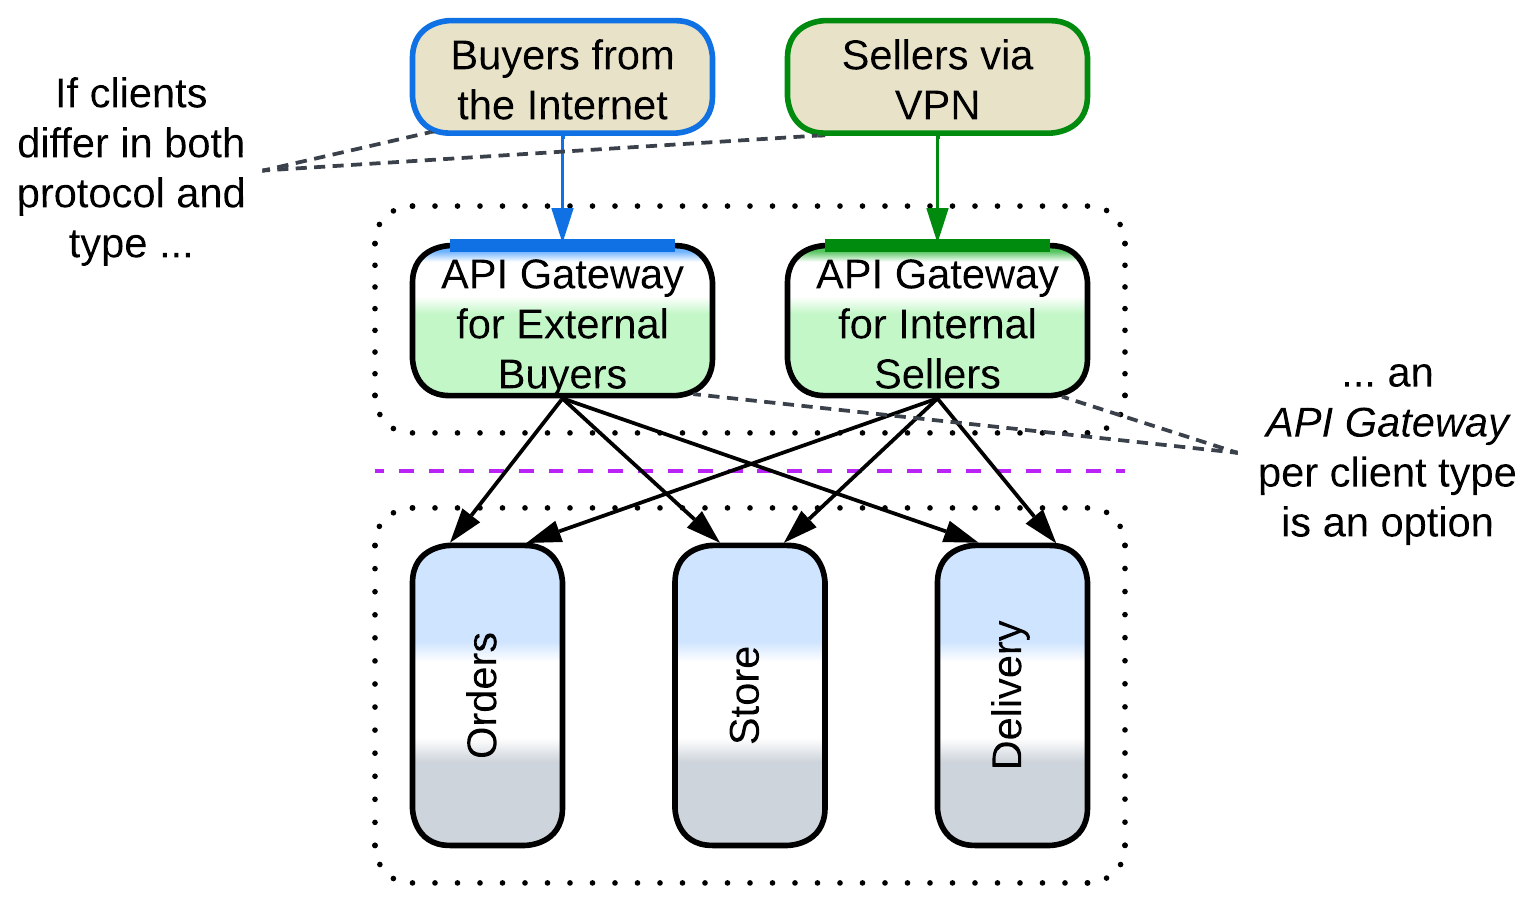 Buyers from
the Internet
Sellers via
VPN
If clients
differ in both
protocol and
type ...
API Gateway
for External
Buyers
API Gateway
for Internal
Sellers
... an
API Gateway
per client type
is an option
Orders
Store
Delivery